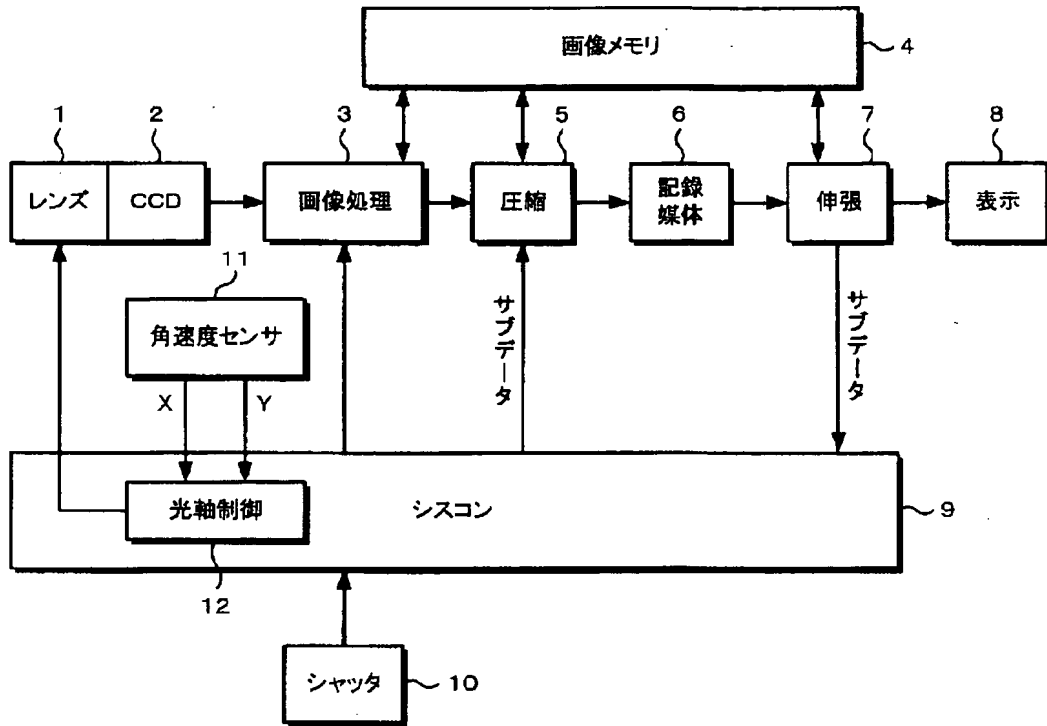 画像メモリ
4
1
2
3
5
6
7
8
レンズ
CCD
画像処理
圧縮
記録
媒体
伸張
表示
11
角速度センサ
X
Y
サブデータ
サブデータ
光軸制御
シスコン
9
12
シャッタ
10